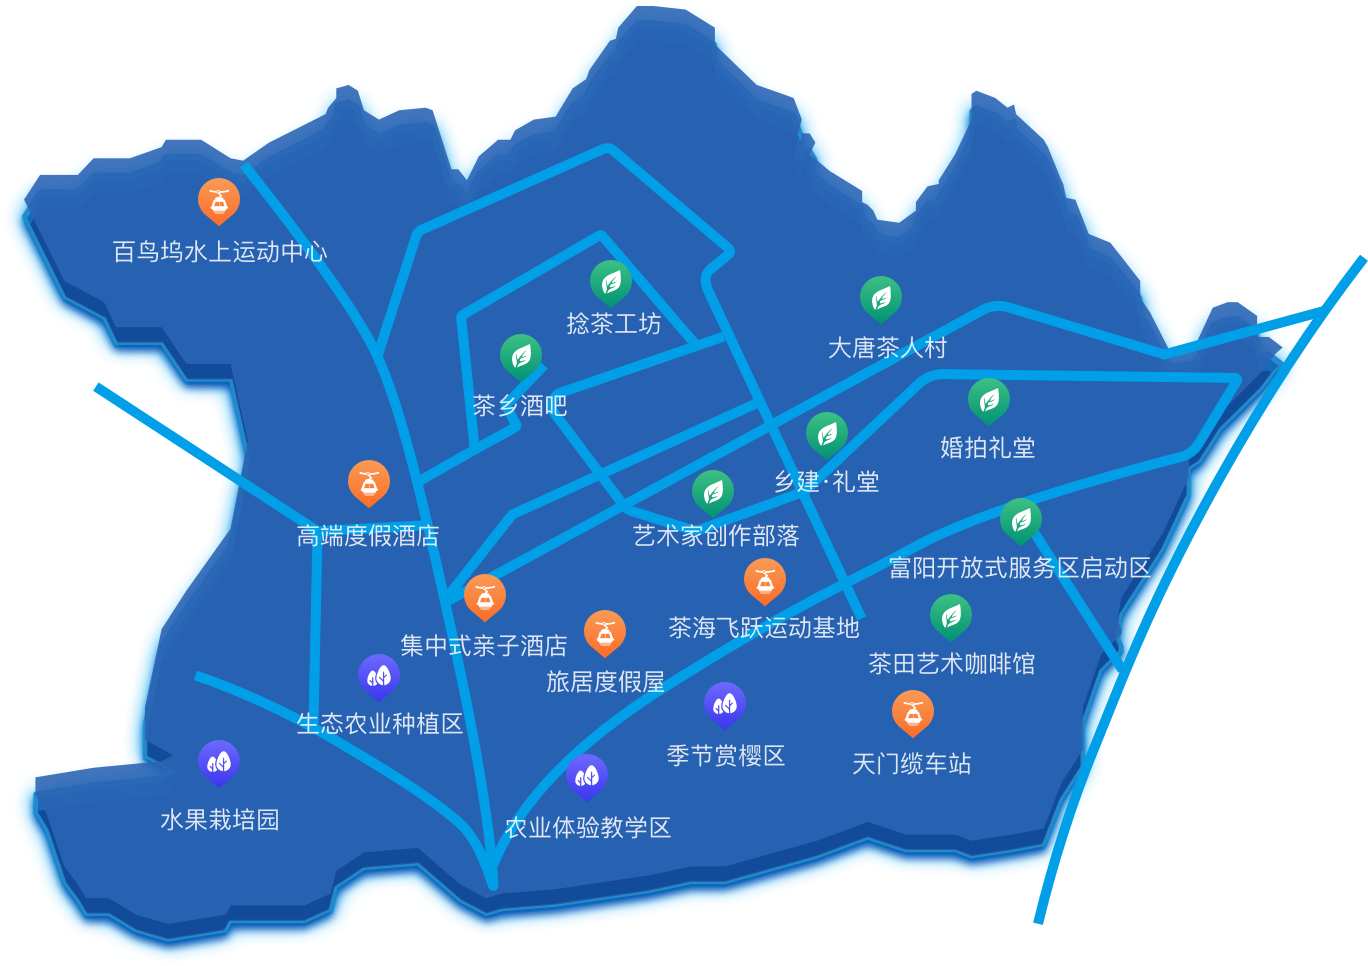 百鸟坞水上运动中心
捻茶工坊
大唐茶人村
茶乡酒吧
婚拍礼堂
乡建·礼堂
高端度假酒店
艺术家创作部落
富阳开放式服务区启动区
茶海飞跃运动基地
集中式亲子酒店
茶田艺术咖啡馆
旅居度假屋
生态农业种植区
季节赏樱区
天门缆车站
水果栽培园
农业体验教学区